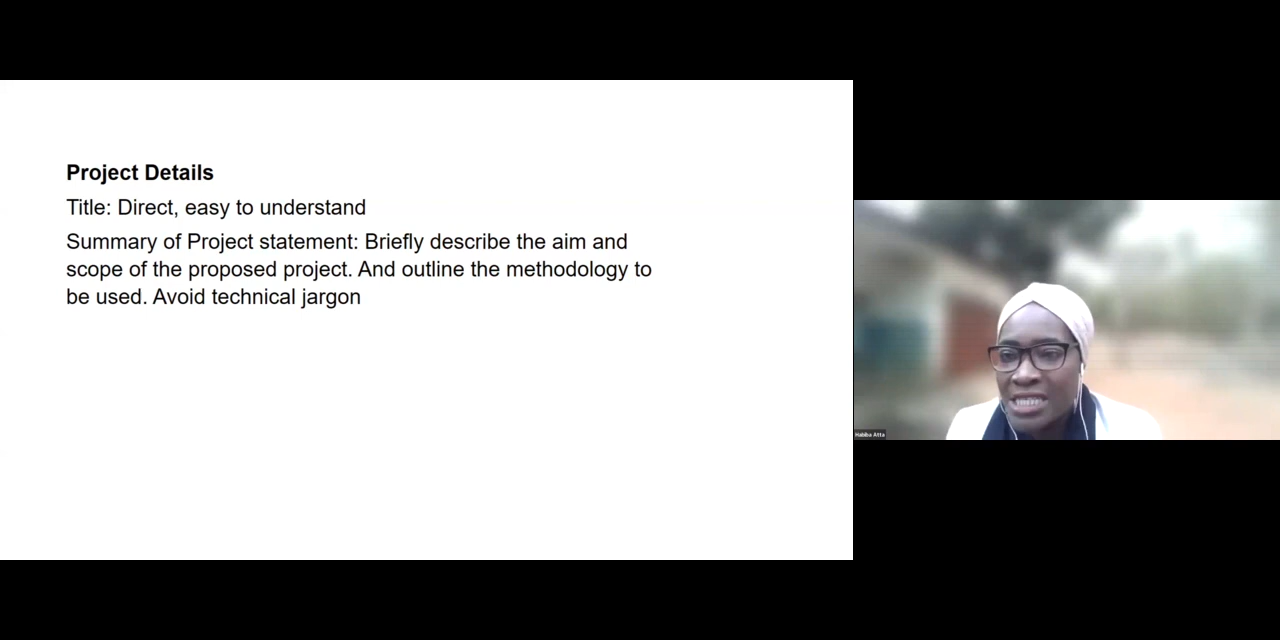 Project Details
Title: Direct, easy to understand
Summary of Project statement: Briefly describe the aim and
scope of the proposed project. And outline the methodology to
be used. Avoid technical jargon
Habiba Atta